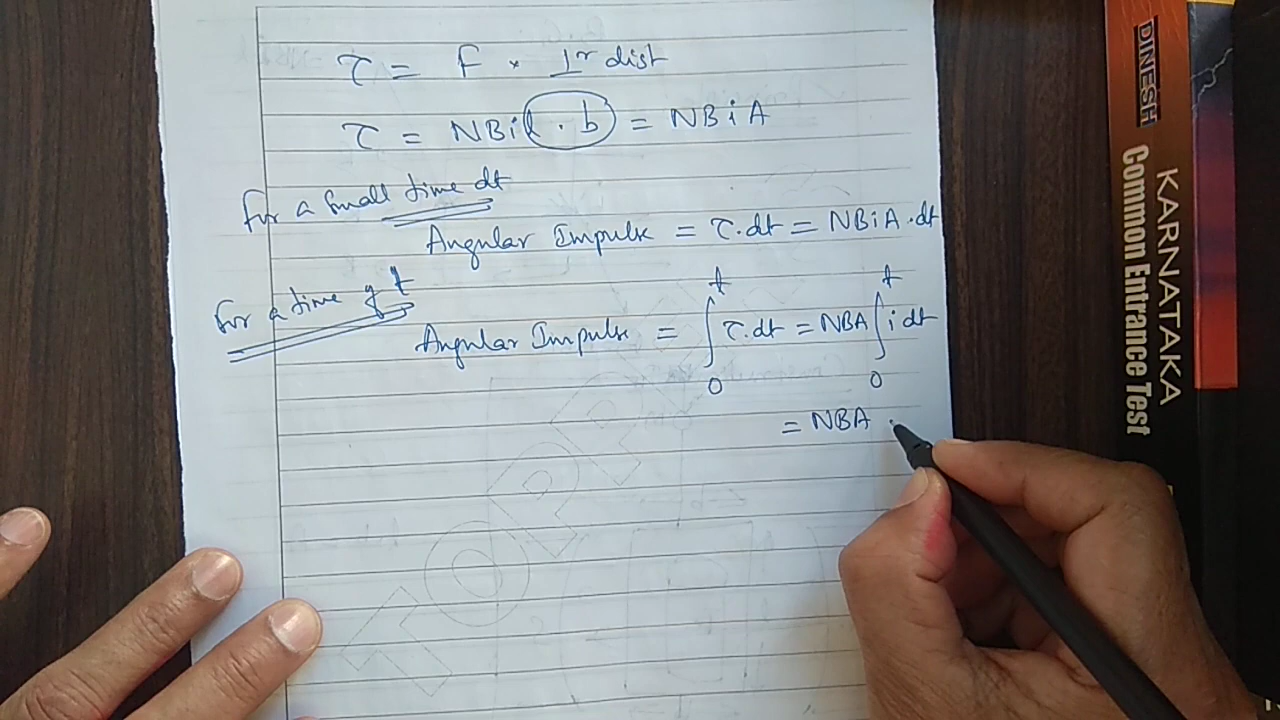 τ = F × ⊥r dist
τ = NBil . b = NBiA
for a small time dt
Angular Impulse = τ.dt = NBiA.dt
for a time of t
Angular Impulse = ∫₀ᵗ τ.dt = NBA ∫₀ᵗ i dt
= NBA .
DINESH
KARNATAKA
Common Entrance Test